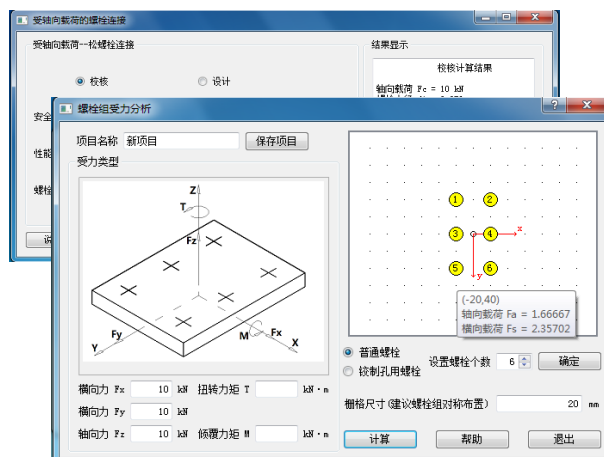 受轴向载荷的螺栓连接
受轴向载荷--松螺栓连接
结果显示
校核
设计
校核计算结果
轴向载荷 Fc = 10 kN
安全
性能
螺栓
说
螺栓组受力分析
项目名称 新项目 保存项目
受力类型
Z
T
Fz
Fy
Y
M
Fx
X
1 2
3 4 x
5 6
y
(-20,40)
轴向载荷 Fa = 1.66667
横向载荷 Fs = 2.35702
普通螺栓
铰制孔用螺栓
设置螺栓个数 6 确定
横向力 Fx 10 kN 扭转力矩 T kN·m
横向力 Fy 10 kN
轴向力 Fz 10 kN 倾覆力矩 M kN·m
栅格尺寸(建议螺栓组对称布置) 20 mm
计算 帮助 退出